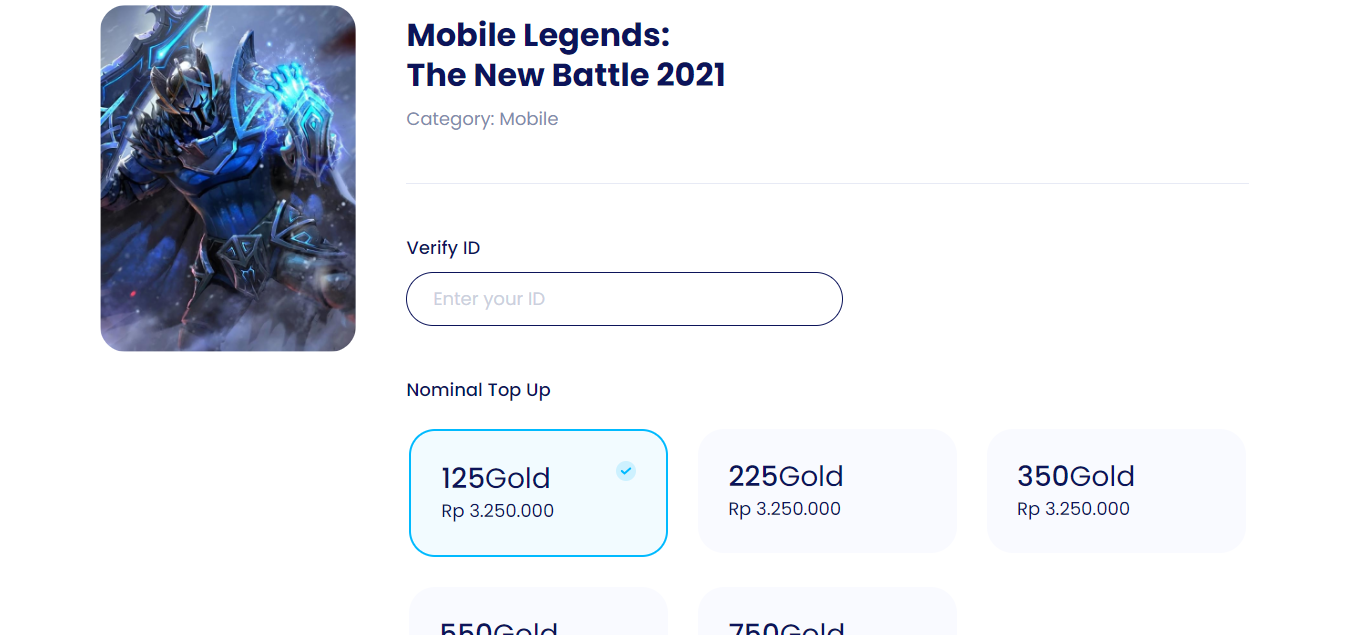 Mobile Legends:
The New Battle 2021
Category: Mobile
Verify ID
Enter your ID
Nominal Top Up
125Gold
Rp 3.250.000
225Gold
Rp 3.250.000
350Gold
Rp 3.250.000
550Gold
750Gold